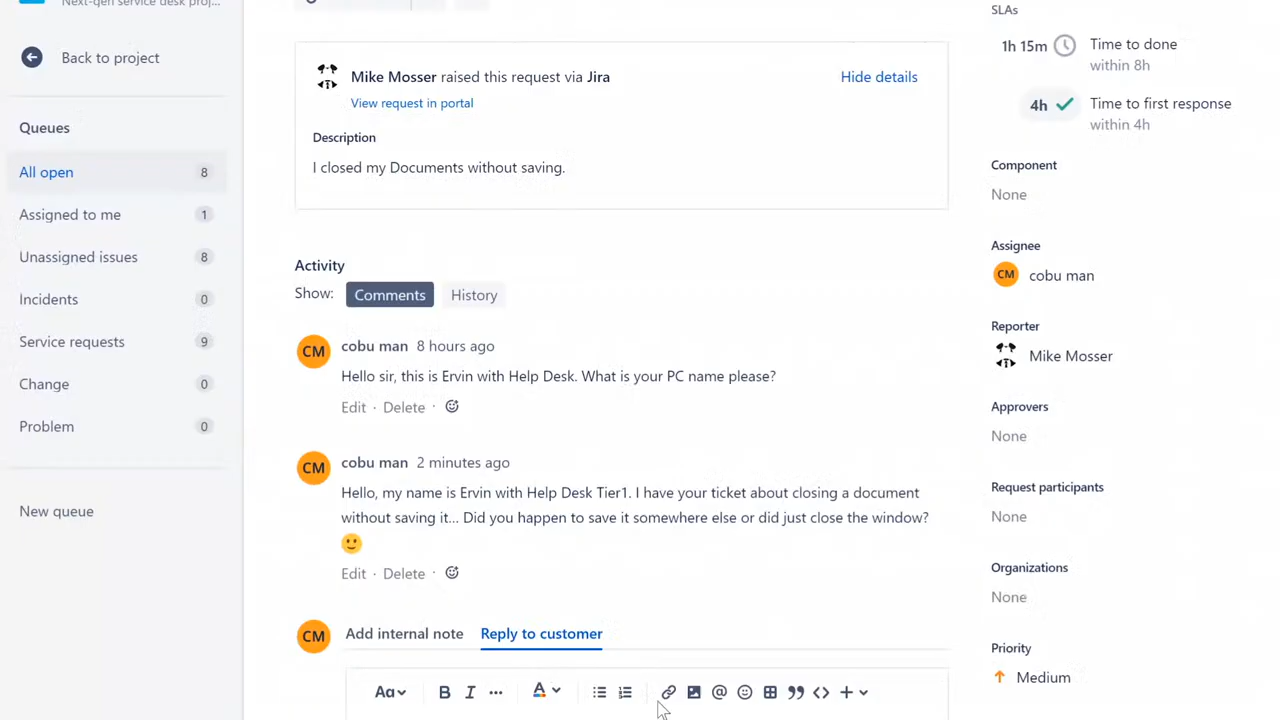 Next-gen service desk proj...
Back to project
Queues
All open 8
Assigned to me 1
Unassigned issues 8
Incidents 0
Service requests 9
Change 0
Problem 0
New queue
Mike Mosser raised this request via Jira
Hide details
View request in portal
Description
I closed my Documents without saving.
Activity
Show: Comments History
CM cobu man 8 hours ago
Hello sir, this is Ervin with Help Desk. What is your PC name please?
Edit · Delete ·
CM cobu man 2 minutes ago
Hello, my name is Ervin with Help Desk Tier1. I have your ticket about closing a document
without saving it... Did you happen to save it somewhere else or did just close the window?
Edit · Delete ·
CM Add internal note Reply to customer
Aa B I ... A @
SLAs
1h 15m Time to done
within 8h
4h Time to first response
within 4h
Component
None
Assignee
CM cobu man
Reporter
Mike Mosser
Approvers
None
Request participants
None
Organizations
None
Priority
Medium